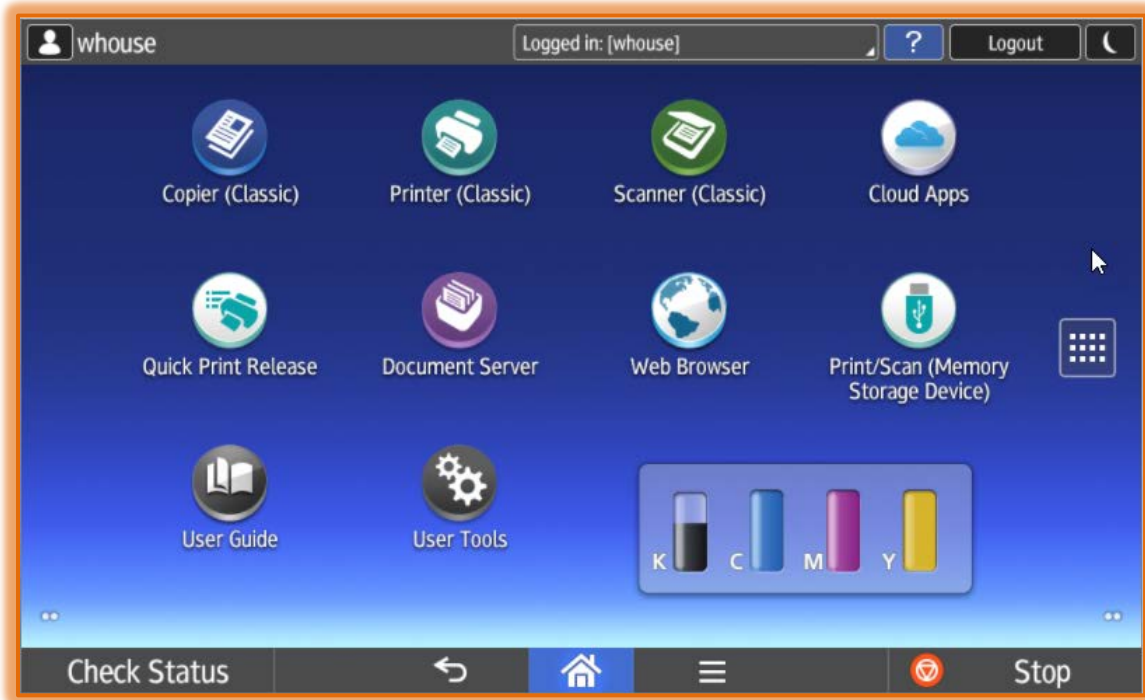 whouse
Logged in: [whouse]
?
Logout
Copier (Classic)
Printer (Classic)
Scanner (Classic)
Cloud Apps
Quick Print Release
Document Server
Web Browser
Print/Scan (Memory
Storage Device)
User Guide
User Tools
K C M Y
Check Status
Stop